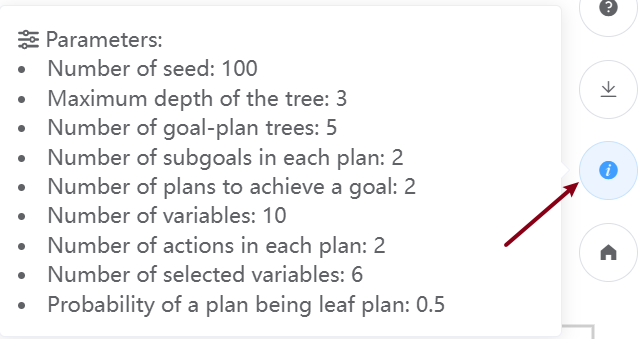 Parameters:
• Number of seed: 100
• Maximum depth of the tree: 3
• Number of goal-plan trees: 5
• Number of subgoals in each plan: 2
• Number of plans to achieve a goal: 2
• Number of variables: 10
• Number of actions in each plan: 2
• Number of selected variables: 6
• Probability of a plan being leaf plan: 0.5